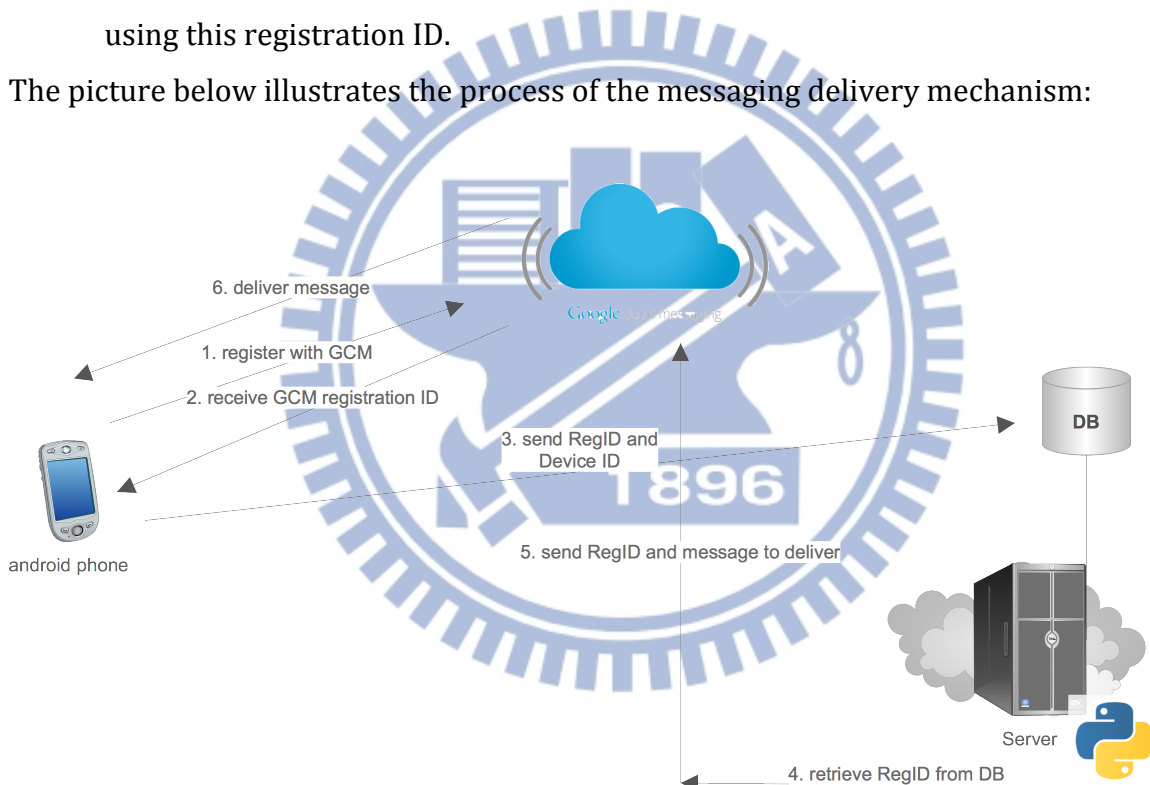 using this registration ID.
The picture below illustrates the process of the messaging delivery mechanism:
6. deliver message
Google cloud messaging
1. register with GCM
2. receive GCM registration ID
DB
3. send RegID and
Device ID
1896
5. send RegID and message to deliver
android phone
Server
4. retrieve RegID from DB